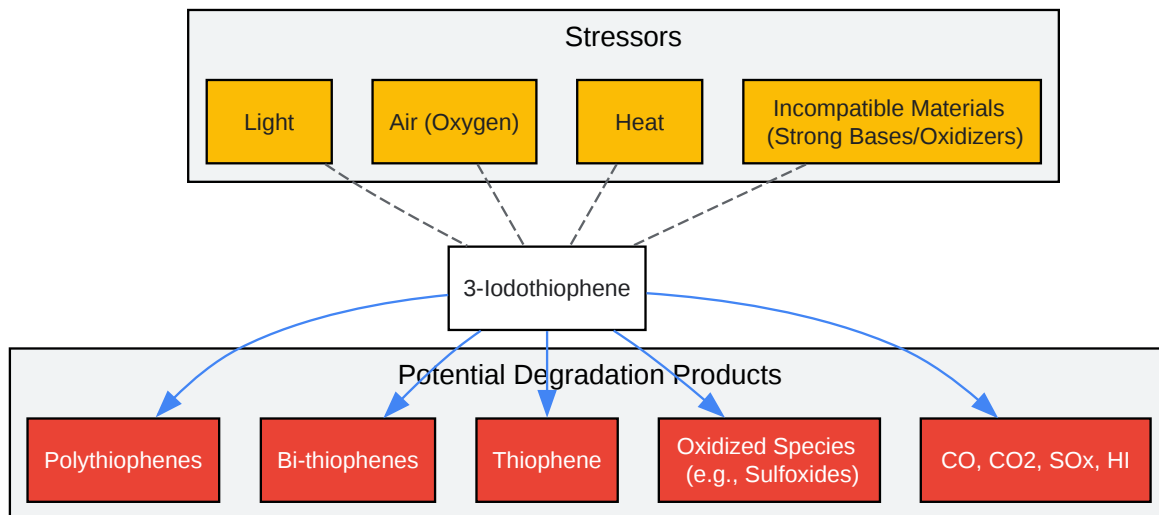 Stressors
Light
Air (Oxygen)
Heat
Incompatible Materials
(Strong Bases/Oxidizers)
3-Iodothiophene
Potential Degradation Products
Polythiophenes
Bi-thiophenes
Thiophene
Oxidized Species
(e.g., Sulfoxides)
CO, CO2, SOx, HI